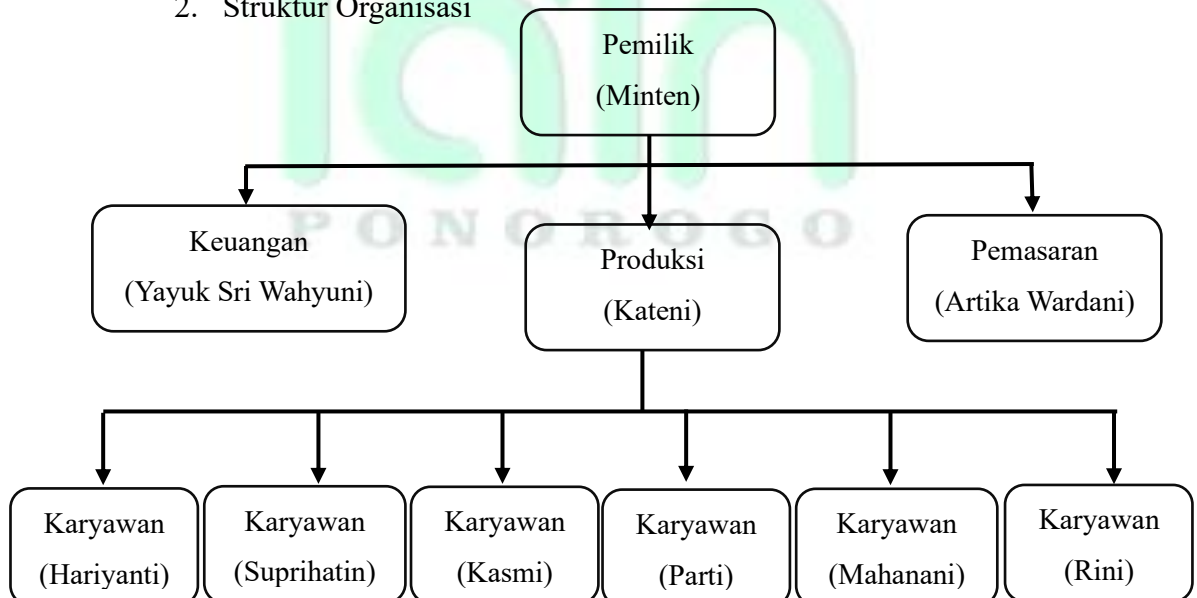 2. Struktur Organisasi
Pemilik
(Minten)
PONOROGO
Keuangan
(Yayuk Sri Wahyuni)
Produksi
(Kateni)
Pemasaran
(Artika Wardani)
Karyawan
(Hariyanti)
Karyawan
(Suprihatin)
Karyawan
(Kasmi)
Karyawan
(Parti)
Karyawan
(Mahanani)
Karyawan
(Rini)